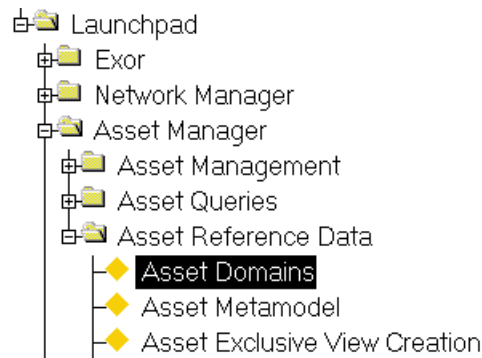 Launchpad
Exor
Network Manager
Asset Manager
Asset Management
Asset Queries
Asset Reference Data
Asset Domains
Asset Metamodel
Asset Exclusive View Creation